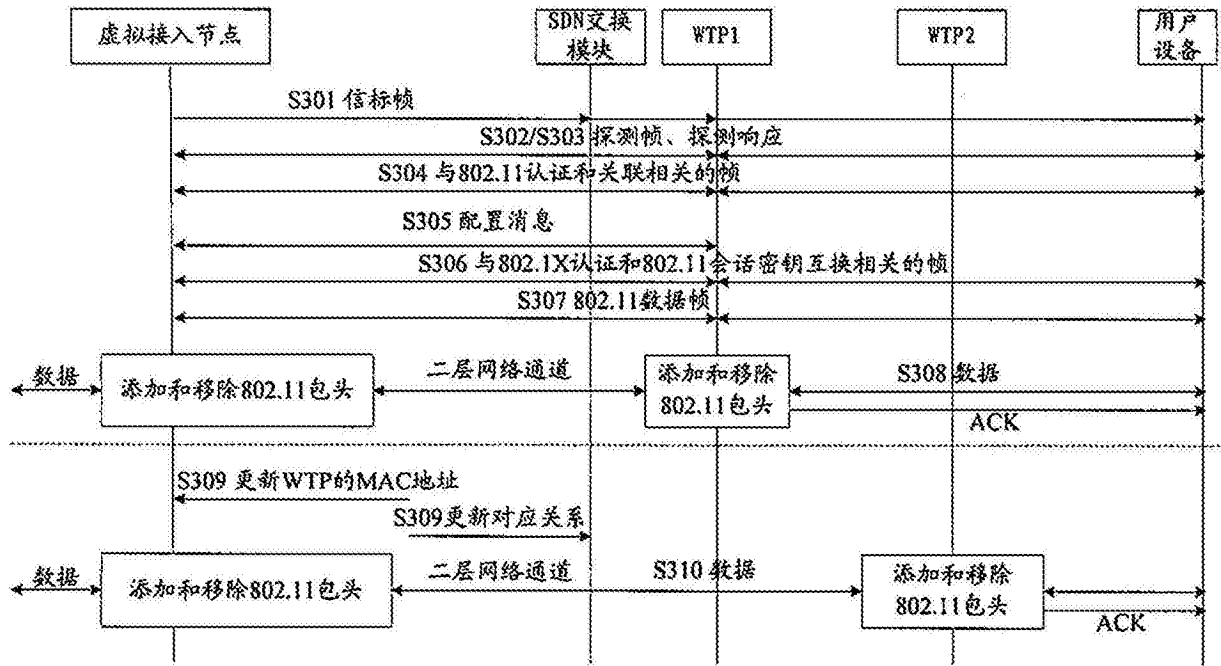 虚拟接入节点
SDN交换
模块
WTP1
WTP2
用户
设备
S301 信标帧
S302/S303 探测帧、探测响应
S304 与802.11认证和关联相关的帧
S305 配置消息
S306 与802.1X认证和802.11会话密钥互换相关的帧
S307 802.11数据帧
数据
添加和移除802.11包头
二层网络通道
添加和移除
802.11包头
S308 数据
ACK
S309 更新WTP的MAC地址
S309更新对应关系
数据
添加和移除802.11包头
二层网络通道
S310 数据
添加和移除
802.11包头
ACK